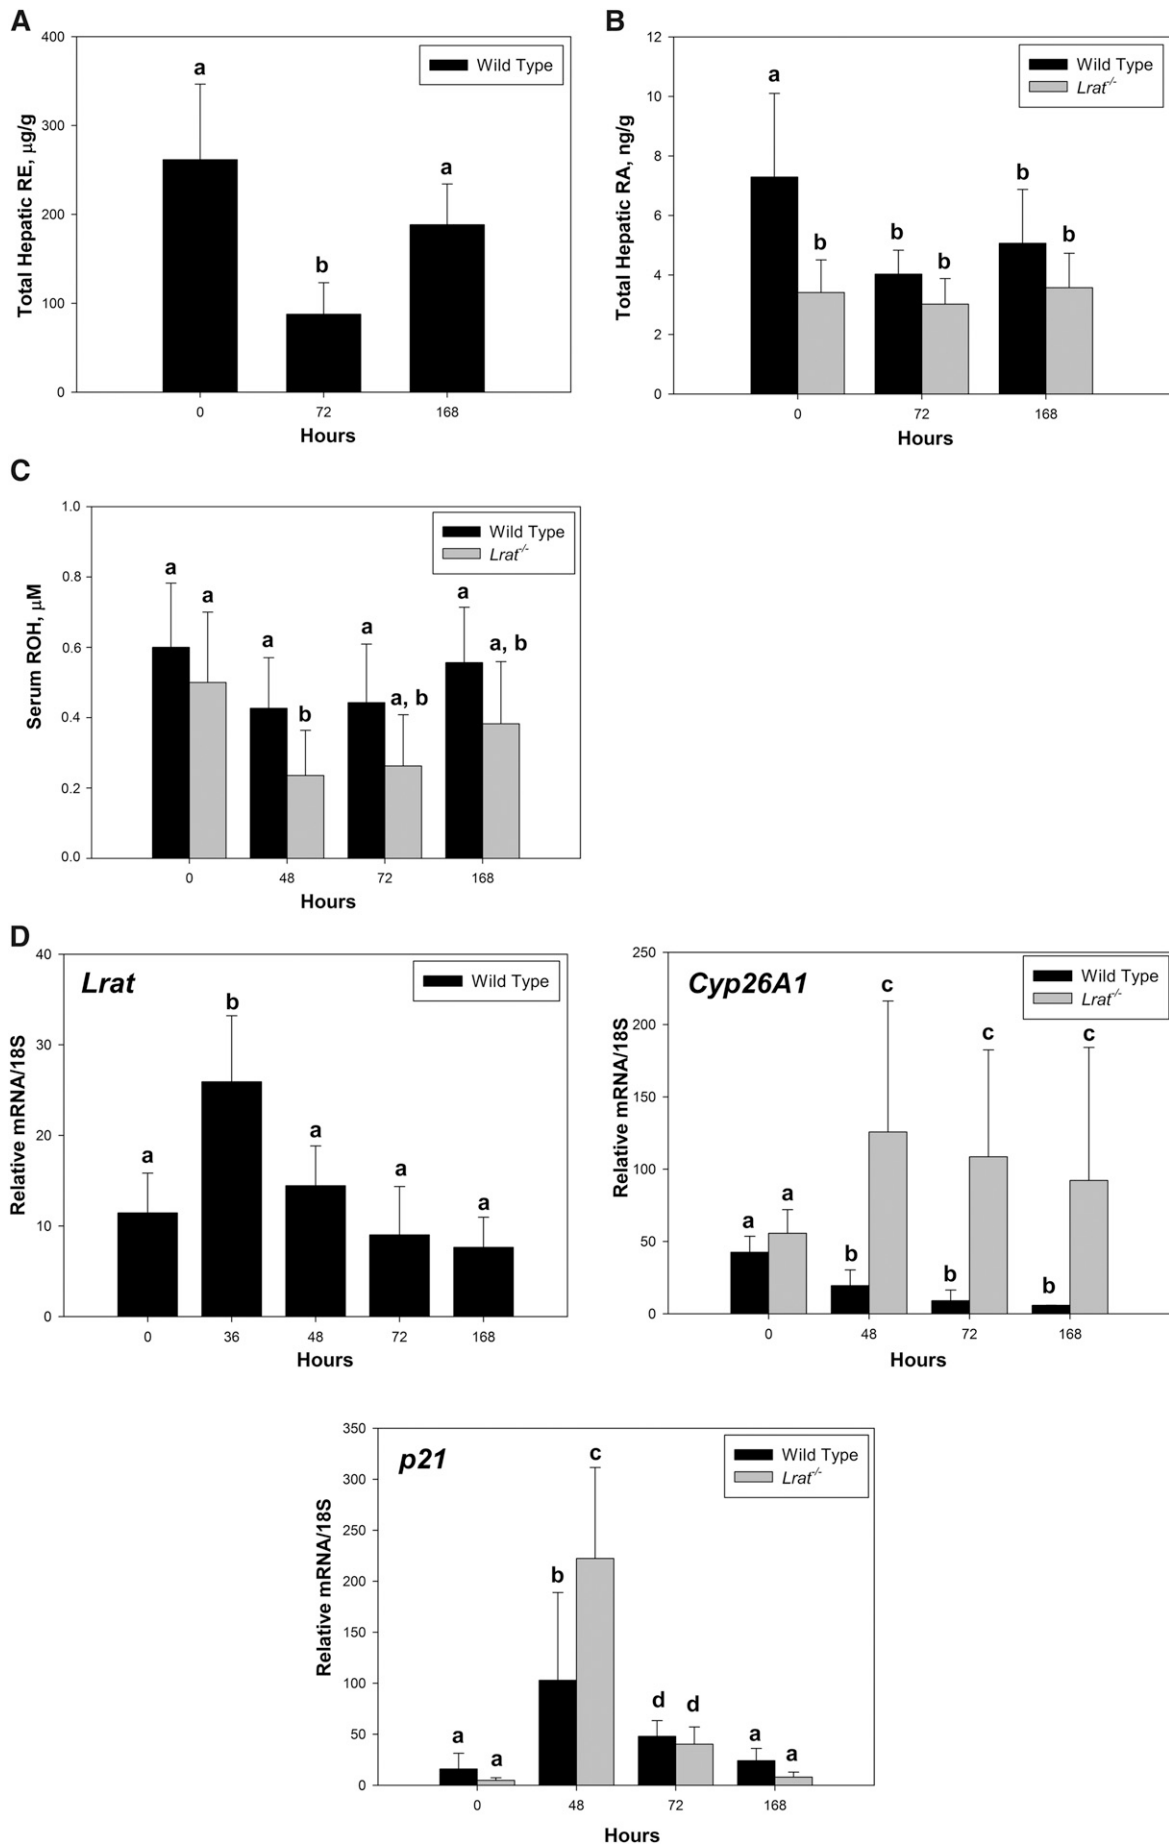 A
Total Hepatic RE, μg/g
400
300
200
100
0
Wild Type
a
b
a
0 72 168
Hours
B
Total Hepatic RA, ng/g
12
10
8
6
4
2
0
Wild Type
Lrat-/-
a
b
b
b
b
b
0 72 168
Hours
C
Serum ROH, μM
1.0
0.8
0.6
0.4
0.2
0.0
Wild Type
Lrat-/-
a
a
a
b
a
a, b
a
a, b
0 48 72 168
Hours
D
Lrat
Relative mRNA/18S
40
30
20
10
0
Wild Type
a
b
a
a
a
0 36 48 72 168
Hours
Cyp26A1
Relative mRNA/18S
250
200
150
100
50
0
Wild Type
Lrat-/-
a
a
b
c
b
c
b
c
0 48 72 168
Hours
p21
Relative mRNA/18S
350
300
250
200
150
100
50
0
Wild Type
Lrat-/-
a
a
b
c
d
d
a
a
0 48 72 168
Hours